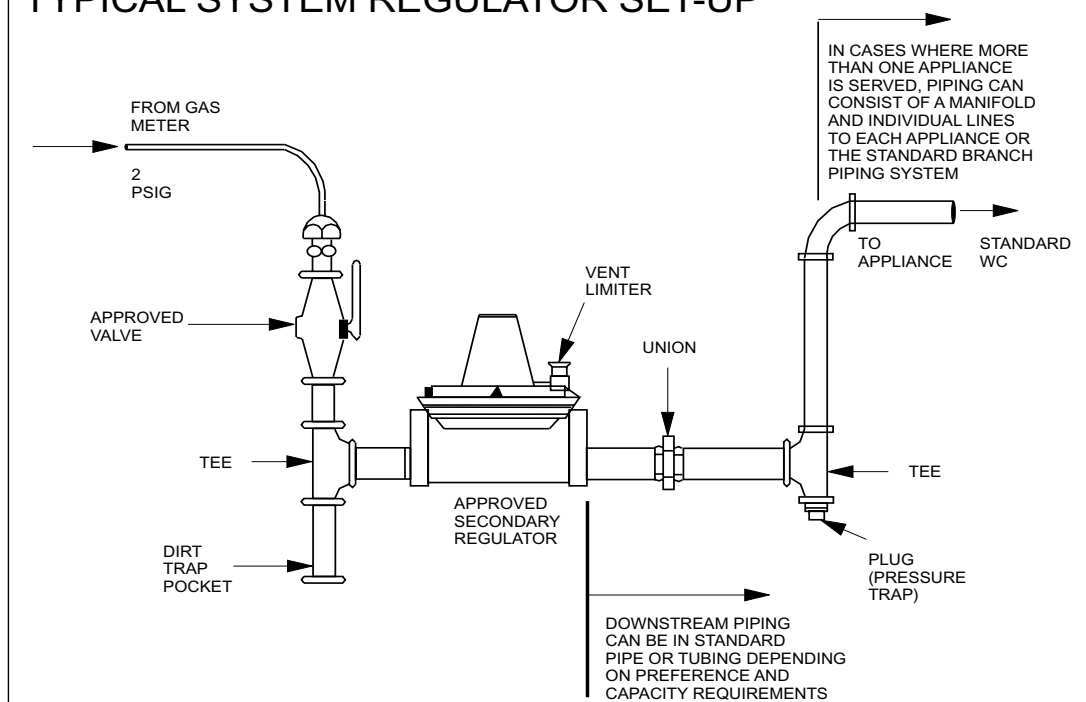 TYPICAL SYSTEM REGULATOR SET-UP
IN CASES WHERE MORE
THAN ONE APPLIANCE
IS SERVED, PIPING CAN
CONSIST OF A MANIFOLD
AND INDIVIDUAL LINES
TO EACH APPLIANCE OR
THE STANDARD BRANCH
PIPING SYSTEM
FROM GAS
METER
2
PSIG
TO
APPLIANCE
STANDARD
WC
VENT
LIMITER
APPROVED
VALVE
UNION
TEE
TEE
APPROVED
SECONDARY
REGULATOR
DIRT
TRAP
POCKET
PLUG
(PRESSURE
TRAP)
DOWNSTREAM PIPING
CAN BE IN STANDARD
PIPE OR TUBING DEPENDING
ON PREFERENCE AND
CAPACITY REQUIREMENTS